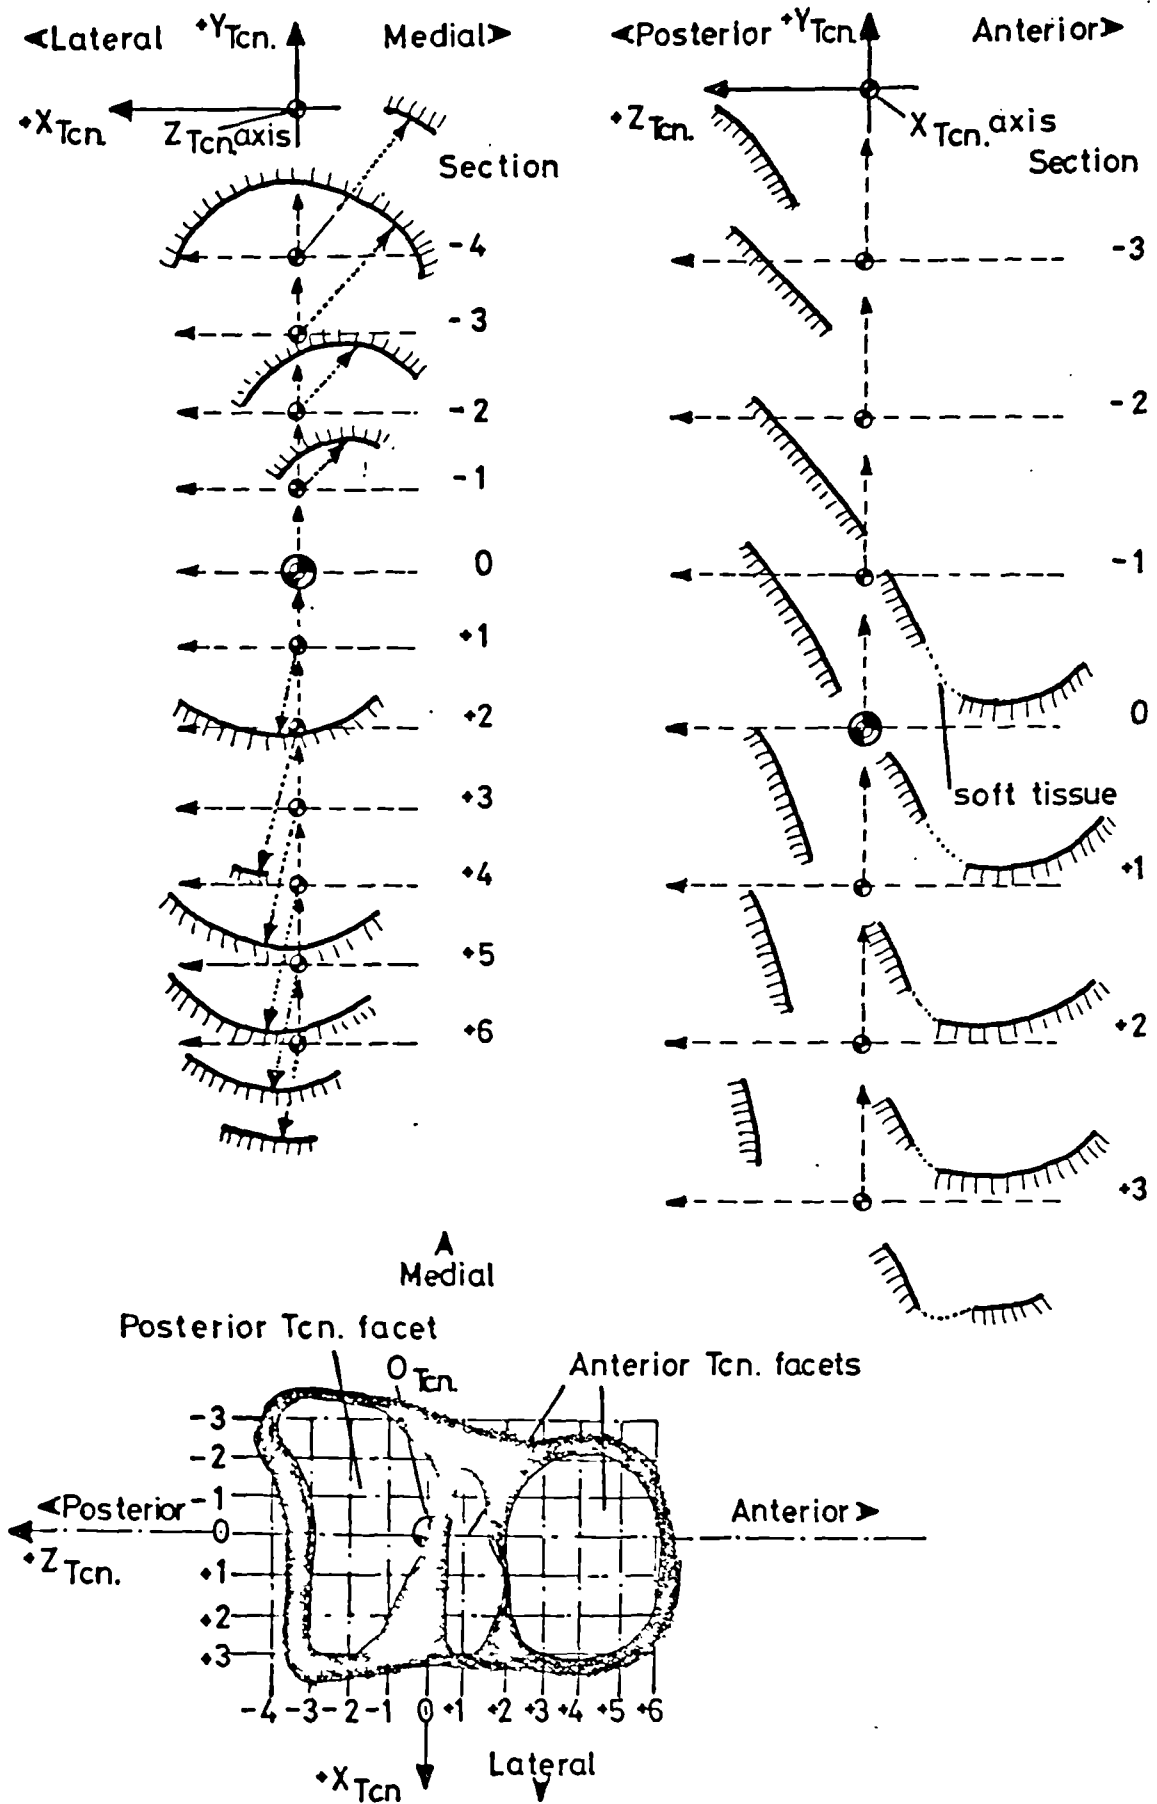 <Lateral +YTcn. Medial>
+XTcn. ZTcn. axis
Section
-4
-3
-2
-1
0
+1
+2
+3
+4
+5
+6
<Posterior +YTcn. Anterior>
+ZTcn. XTcn. axis
Section
-3
-2
-1
0
soft tissue
+1
+2
+3
Medial
Posterior Tcn. facet
OTcn.
Anterior Tcn. facets
-3
-2
-1
0
+1
+2
+3
<Posterior
Anterior>
+ZTcn.
-4 -3 -2 -1 0 +1 +2 +3 +4 +5 +6
+XTcn
Lateral